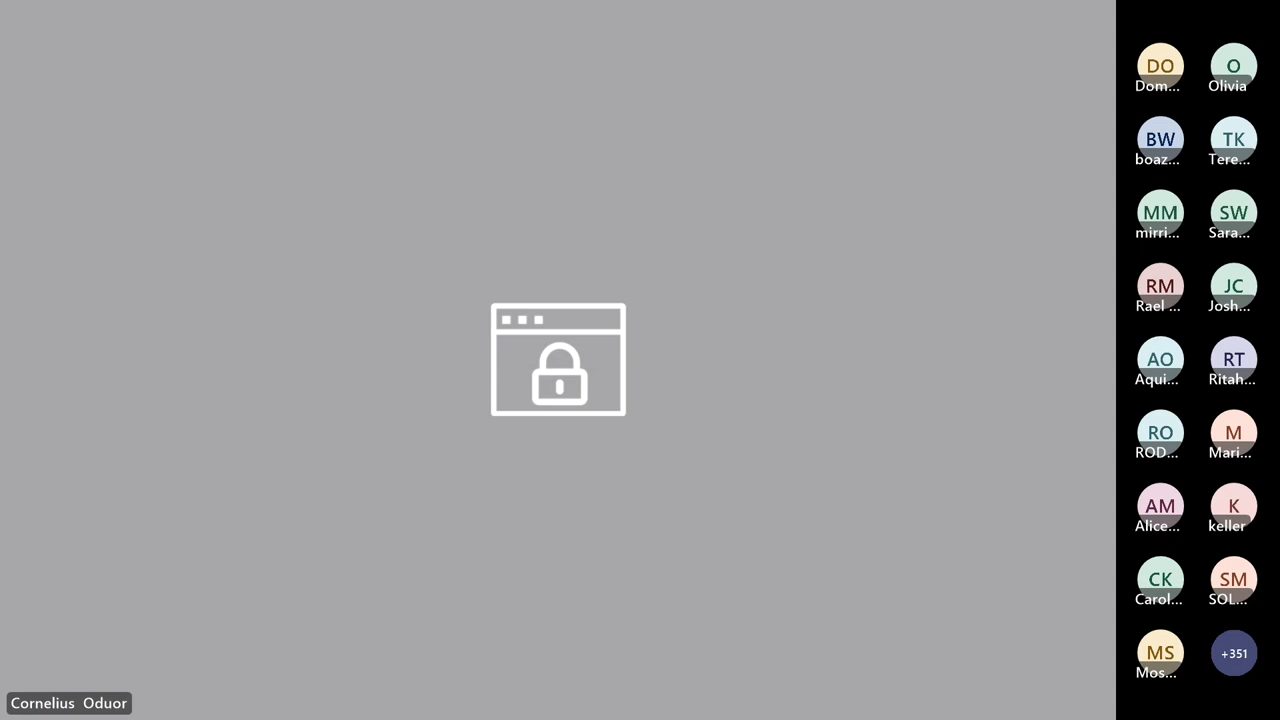 DO O
Dom... Olivia
BW TK
boaz... Tere...
MM SW
mirri... Sara...
RM JC
Rael ... Josh...
AO RT
Aqui... Ritah...
RO M
ROD... Mari...
AM K
Alice... keller
CK SM
Carol... SOL...
MS +351
Mos...
Cornelius Oduor